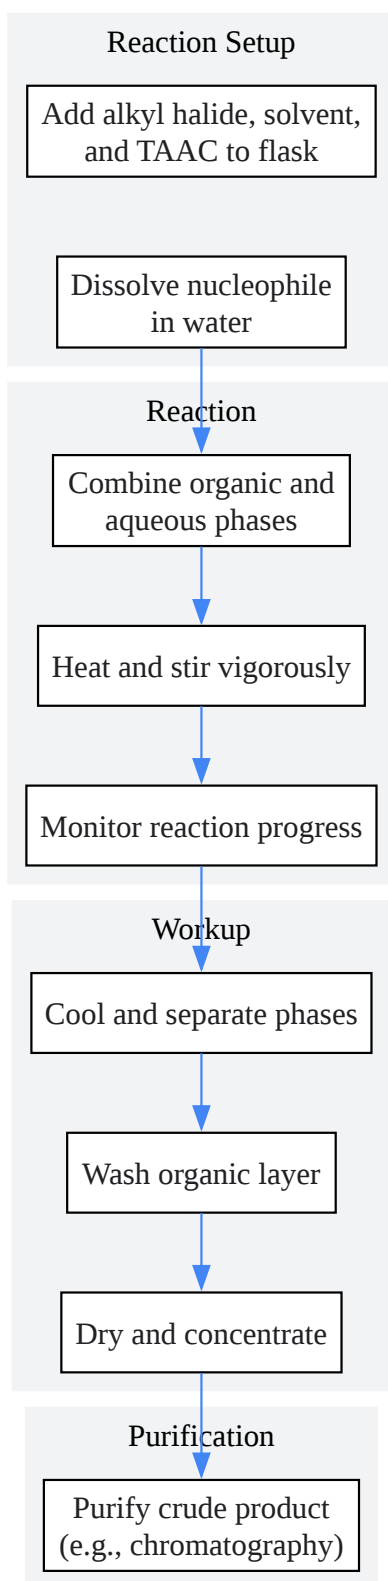 Reaction Setup
Add alkyl halide, solvent,
and TAAC to flask
Dissolve nucleophile
in water
Reaction
Combine organic and
aqueous phases
Heat and stir vigorously
Monitor reaction progress
Workup
Cool and separate phases
Wash organic layer
Dry and concentrate
Purification
Purify crude product
(e.g., chromatography)